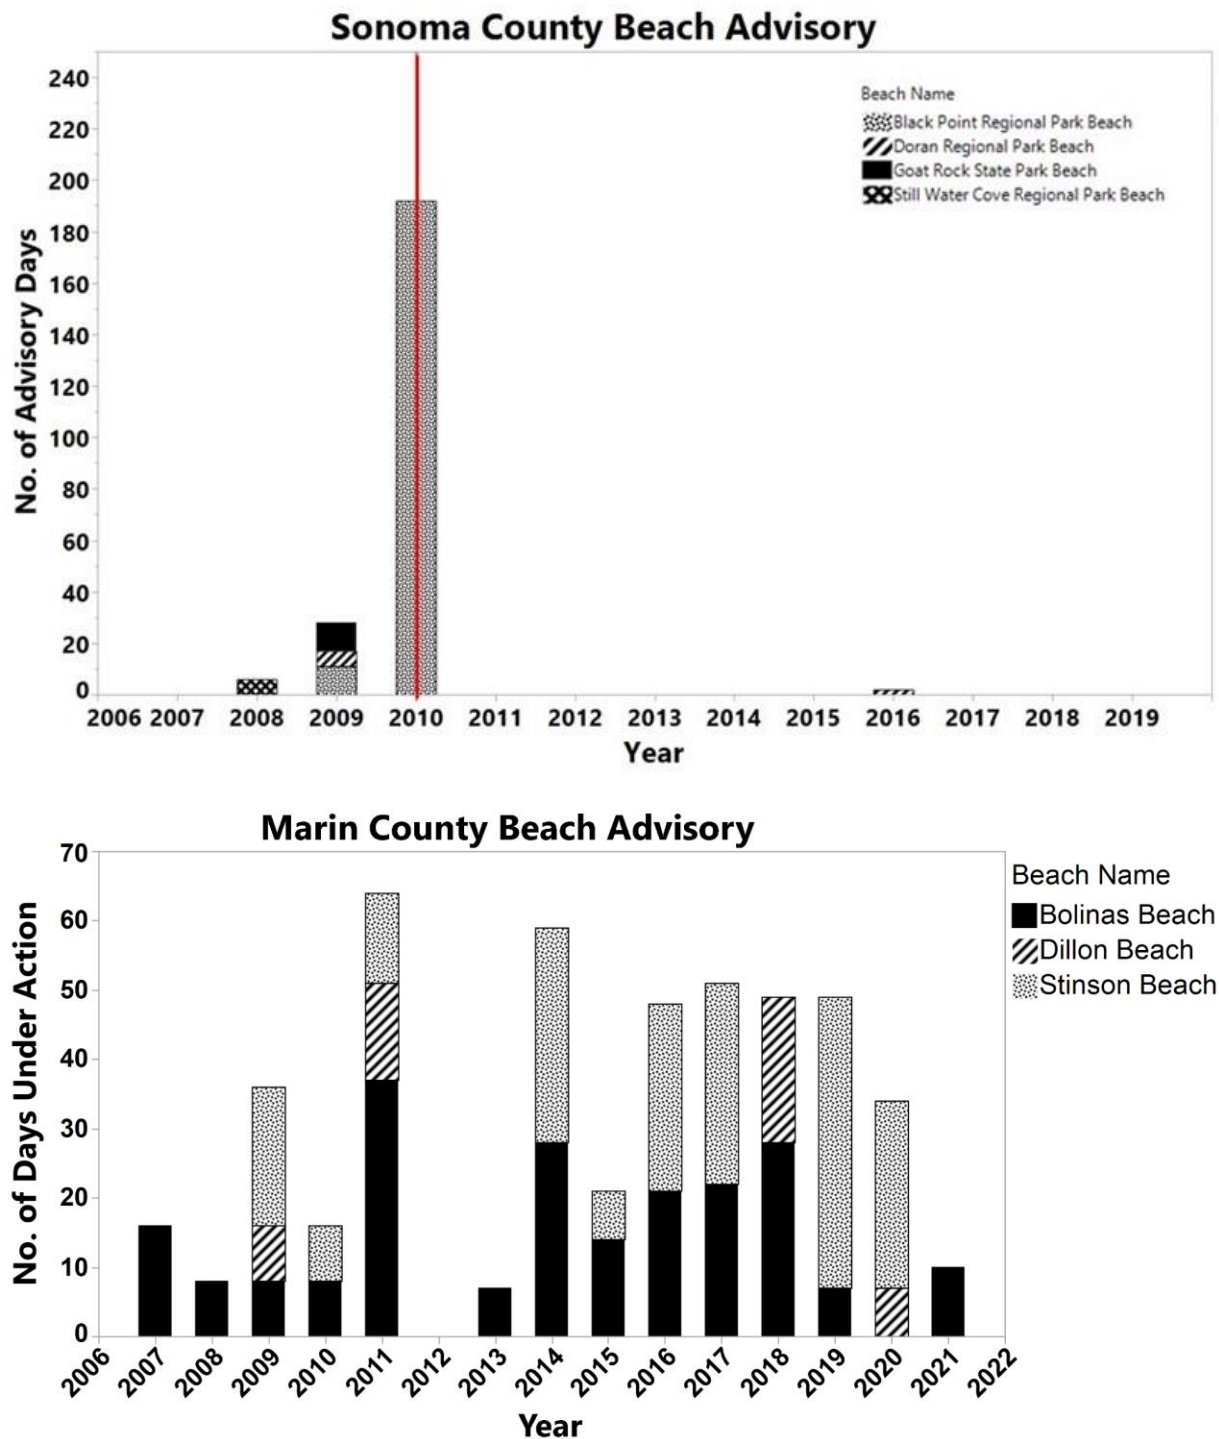 Sonoma County Beach Advisory
240
220
200
180
160
140
120
100
80
60
40
20
0
No. of Advisory Days
Beach Name
Black Point Regional Park Beach
Doran Regional Park Beach
Goat Rock State Park Beach
Still Water Cove Regional Park Beach
2006 2007 2008 2009 2010 2011 2012 2013 2014 2015 2016 2017 2018 2019
Year
Marin County Beach Advisory
70
60
50
40
30
20
10
0
No. of Days Under Action
Beach Name
Bolinas Beach
Dillon Beach
Stinson Beach
2006 2007 2008 2009 2010 2011 2012 2013 2014 2015 2016 2017 2018 2019 2020 2021 2022
Year